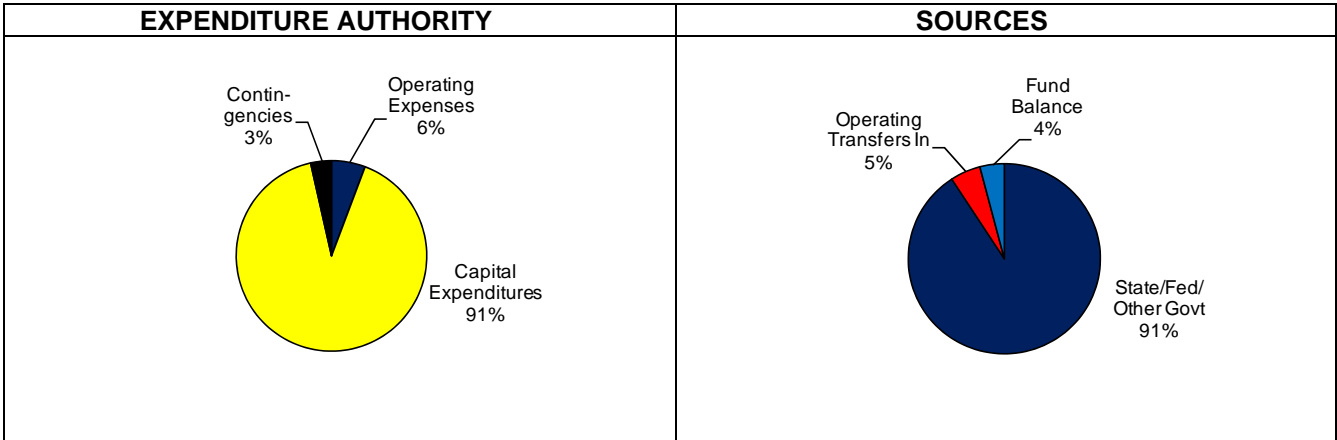 EXPENDITURE AUTHORITY
Contin-
gencies
3%
Operating
Expenses
6%
Capital
Expenditures
91%
SOURCES
Operating
Transfers In
5%
Fund
Balance
4%
State/Fed/
Other Govt
91%